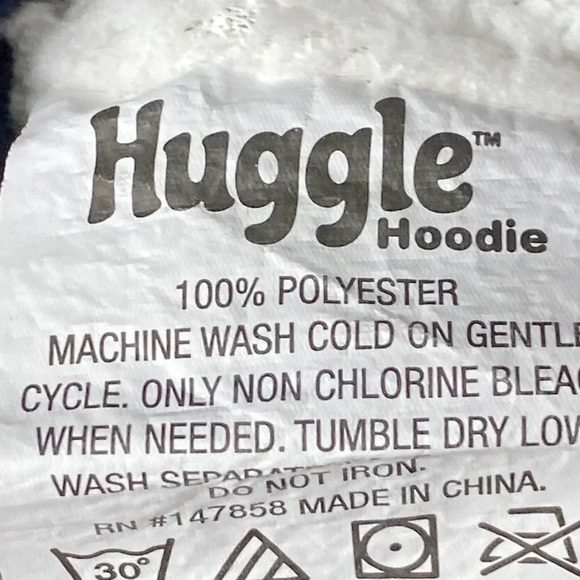 Huggle™
Hoodie
100% POLYESTER
MACHINE WASH COLD ON GENTLE
CYCLE. ONLY NON CHLORINE BLEA
WHEN NEEDED. TUMBLE DRY LOW
WASH
DO NOT IRON.
RN #147858 MADE IN CHINA.
30°